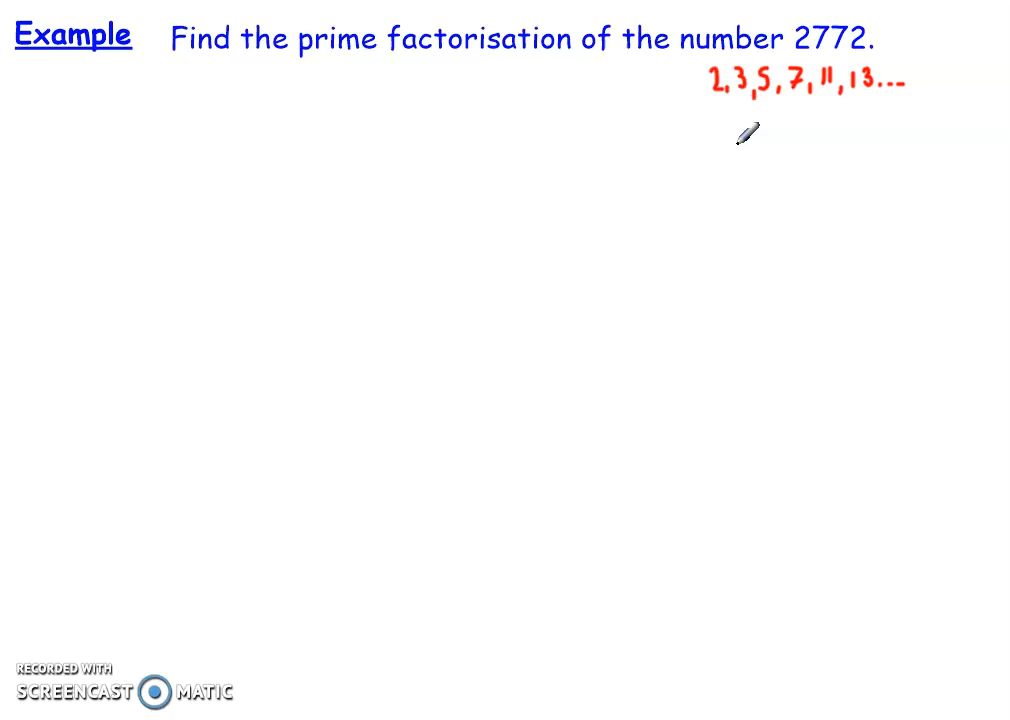 Example Find the prime factorisation of the number 2772.
2, 3, 5, 7, 11, 13...
RECORDED WITH
SCREENCAST MATIC